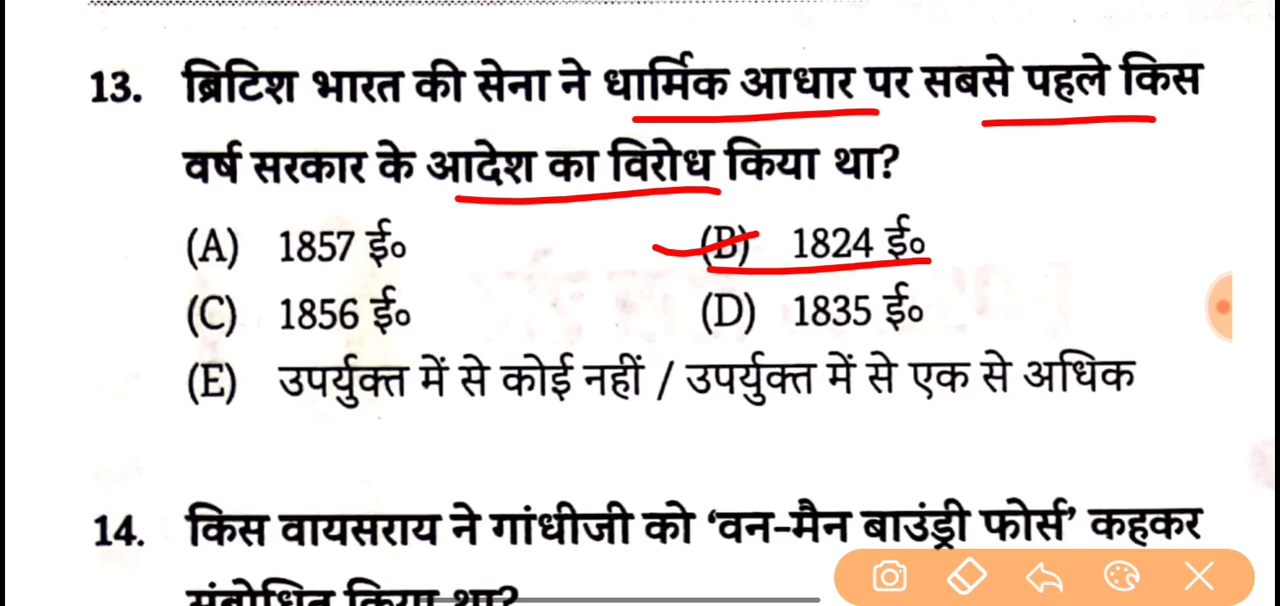 13. ब्रिटिश भारत की सेना ने धार्मिक आधार पर सबसे पहले किस
वर्ष सरकार के आदेश का विरोध किया था?
(A) 1857 ई० (B) 1824 ई०
(C) 1856 ई० (D) 1835 ई०
(E) उपर्युक्त में से कोई नहीं / उपर्युक्त में से एक से अधिक
14. किस वायसराय ने गांधीजी को ‘वन-मैन बाउंड्री फोर्स’ कहकर
संबोधित किया था?